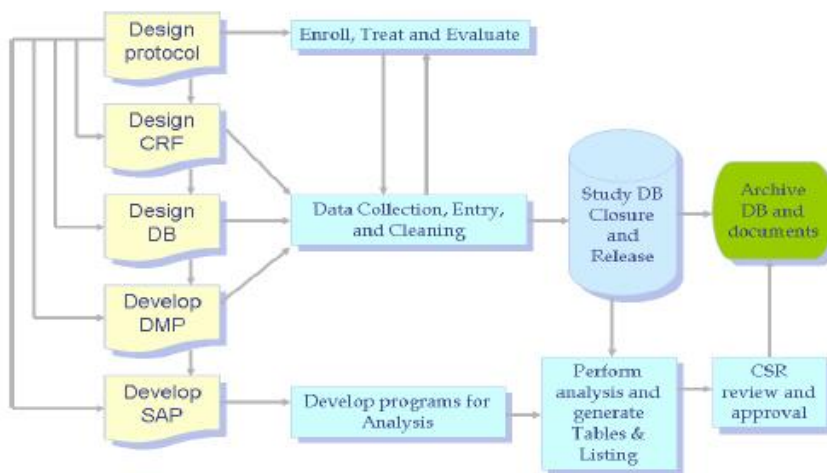 Design
protocol
Enroll, Treat and Evaluate
Design
CRF
Design
DB
Data Collection, Entry,
and Cleaning
Study DB
Closure
and
Release
Archive
DB and
documents
Develop
DMP
Develop
SAP
Develop programs for
Analysis
Perform
analysis and
generate
Tables &
Listing
CSR
review and
approval